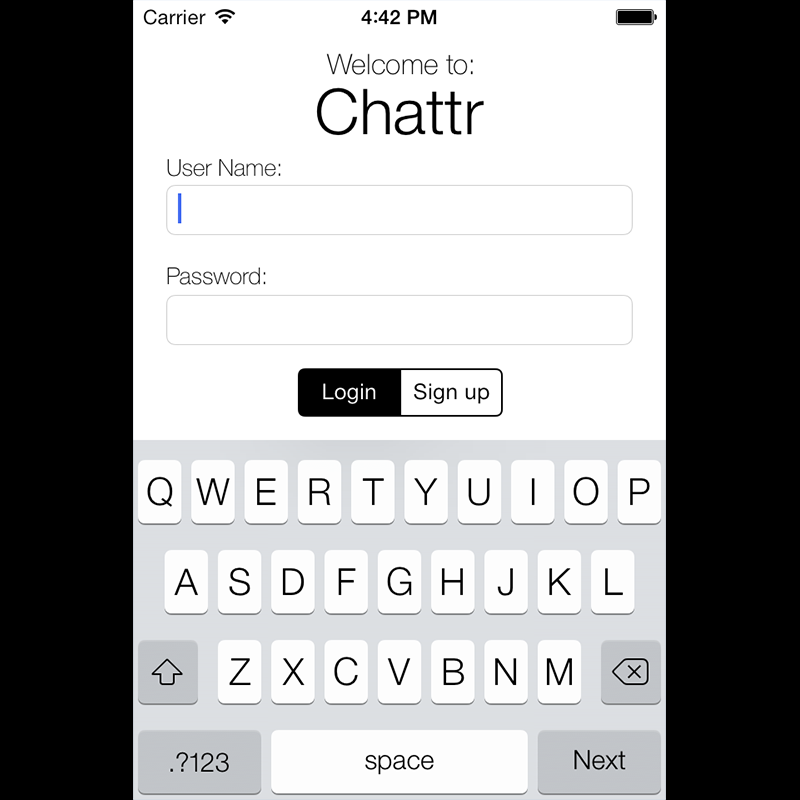 Carrier 4:42 PM
Welcome to:
Chattr
User Name:
Password:
Login Sign up
Q W E R T Y U I O P
A S D F G H J K L
Z X C V B N M
.?123 space Next